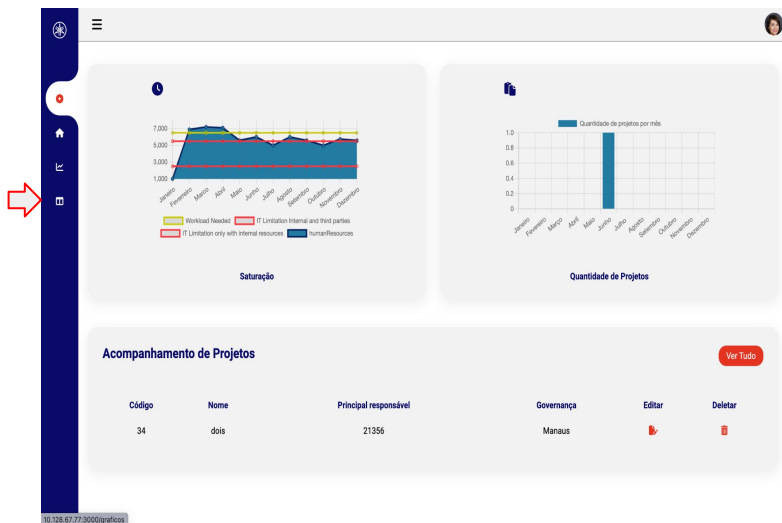 7,000
5,000
3,000
1,000
Janeiro
Fevereiro
Março
Abril
Maio
Junho
Julho
Agosto
Setembro
Outubro
Novembro
Dezembro
Workload Needed
IT Limitation Internal and third parties
IT Limitation only with internal resources
humanResources
Saturação
Quantidade de projetos por mês
1.0
0.8
0.6
0.4
0.2
0
Janeiro
Fevereiro
Março
Abril
Maio
Junho
Julho
Agosto
Setembro
Outubro
Novembro
Dezembro
Quantidade de Projetos
Acompanhamento de Projetos
Ver Tudo
Código Nome Principal responsável Governança Editar Deletar
34 dois 21356 Manaus
10.128.67.77:3000/graficos